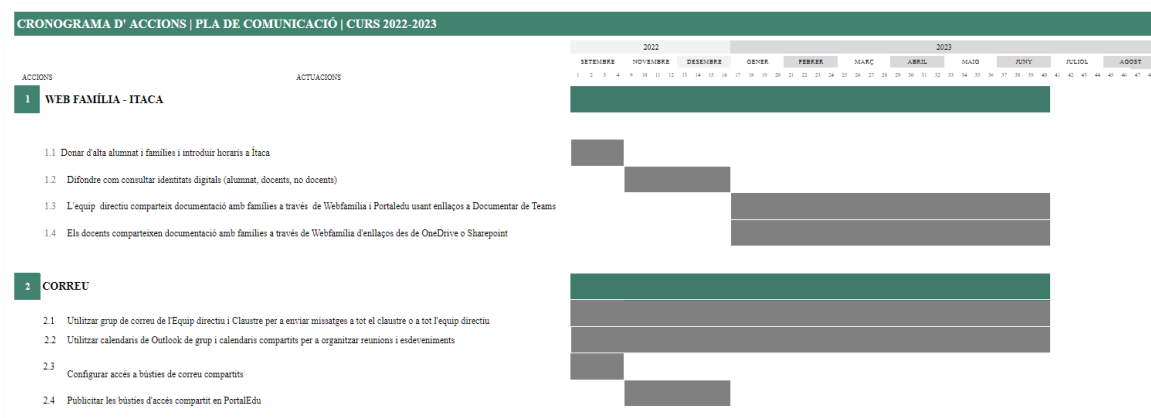 CRONOGRAMA D' ACCIONS | PLA DE COMUNICACIÓ | CURS 2022-2023
2022 2023
SETEMBRE NOVEMBRE DESEMBRE GENER FEBRER MARÇ ABRIL MAIG JUNY JULIOL AGOST
ACCIONS ACTUACIONS 1 2 3 4 9 10 11 12 13 14 15 16 17 18 19 20 21 22 23 24 25 26 27 28 29 30 31 32 33 34 35 36 37 38 39 40 41 42 43 44 45 46 47
1 WEB FAMÍLIA - ITACA
1.1 Donar d'alta alumnat i famílies i introduir horaris a Ítaca
1.2 Difondre com consultar identitats digitals (alumnat, docents, no docents)
1.3 L'equip directiu comparteix documentació amb famílies a través de Webfamília i Portaledu usant enllaços a Documentar de Teams
1.4 Els docents comparteixen documentació amb famílies a través de Webfamília d'enllaços des de OneDrive o Sharepoint
2 CORREU
2.1 Utilitzar grup de correu de l'Equip directiu i Claustre per a enviar missatges a tot el claustre o a tot l'equip directiu
2.2 Utilitzar calendaris de Outlook de grup i calendaris compartits per a organitzar reunions i esdeveniments
2.3 Configurar accés a bústies de correu compartits
2.4 Publicitar les bústies d'accés compartit en PortalEdu